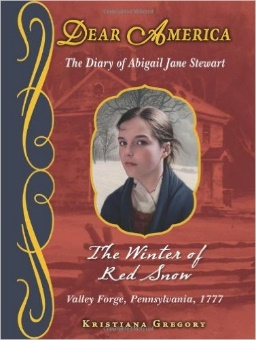 DEAR AMERICA
The Diary of Abigail Jane Stewart
The Winter of
Red Snow
Valley Forge, Pennsylvania, 1777
KRISTIANA GREGORY